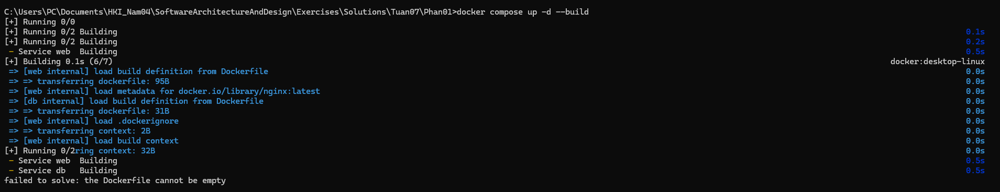 C:\Users\PC\Documents\HKI_Nam04\SoftwareArchitectureAndDesign\Exercises\Solutions\Tuan07\Phan01>docker compose up -d --build
[+] Running 0/0
[+] Running 0/2 Building 0.1s
[+] Running 0/2 Building 0.2s
- Service web  Building 0.5s
[+] Building 0.1s (6/7) docker:desktop-linux
=> [web internal] load build definition from Dockerfile 0.0s
=> => transferring dockerfile: 95B 0.0s
=> [web internal] load metadata for docker.io/library/nginx:latest 0.0s
=> [db internal] load build definition from Dockerfile 0.0s
=> => transferring dockerfile: 31B 0.0s
=> [web internal] load .dockerignore 0.0s
=> => transferring context: 2B 0.0s
=> [web internal] load build context 0.0s
[+] Running 0/2ring context: 32B 0.0s
- Service web  Building 0.5s
- Service db   Building 0.5s
failed to solve: the Dockerfile cannot be empty